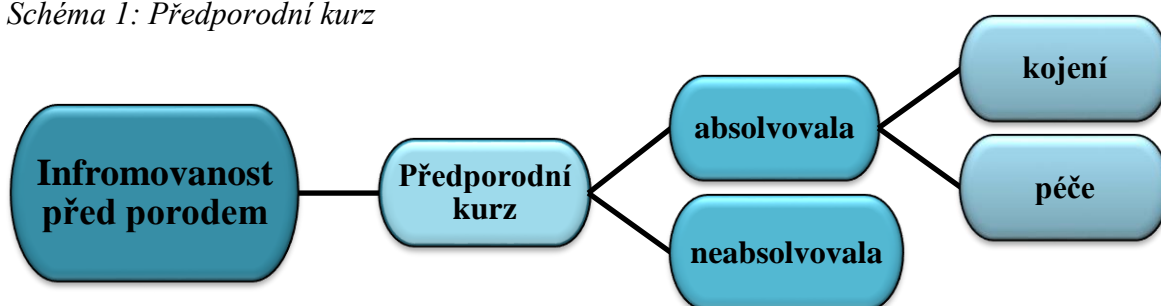 Schéma 1: Předporodní kurz
Infromovanost
před porodem
Předporodní
kurz
absolvovala
neabsolvovala
kojení
péče